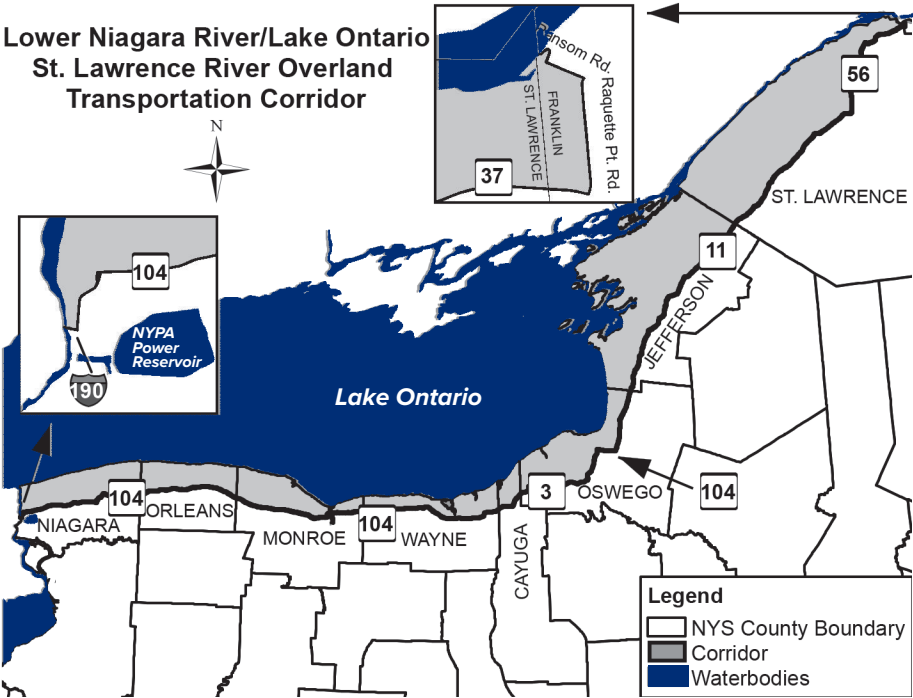 Lower Niagara River/Lake Ontario
St. Lawrence River Overland
Transportation Corridor
N
Ransom Rd.
Raquette Pt. Rd.
FRANKLIN
ST. LAWRENCE
37
56
ST. LAWRENCE
11
JEFFERSON
104
NYPA
Power
Reservoir
190
Lake Ontario
104
NIAGARA
ORLEANS
MONROE
104
WAYNE
CAYUGA
3
OSWEGO
104
Legend
NYS County Boundary
Corridor
Waterbodies